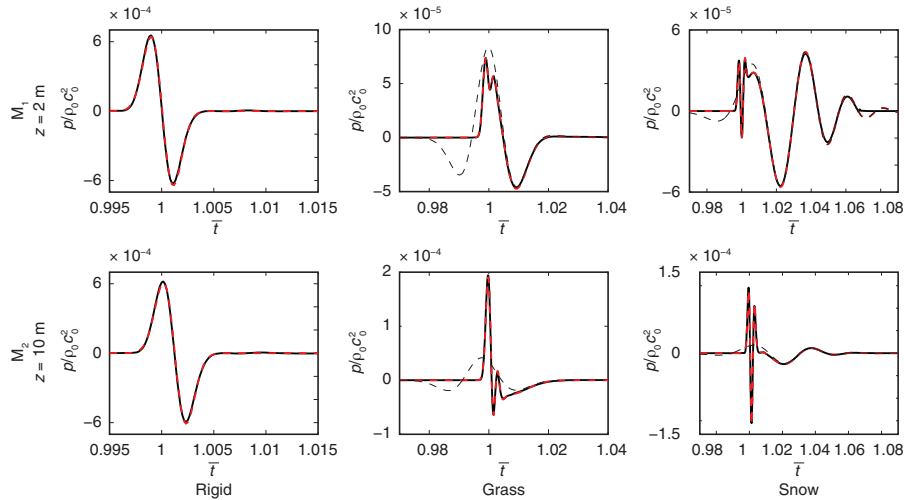 × 10⁻⁴
6
0
−6
0.995 1 1.005 1.010 1.015
t̅
p/ρ₀c₀²
M₁
z = 2 m
× 10⁻⁵
10
5
0
−5
0.98 1 1.02 1.04
t̅
p/ρ₀c₀²
× 10⁻⁵
6
0
−6
0.98 1 1.02 1.04 1.06 1.08
t̅
p/ρ₀c₀²
× 10⁻⁴
6
0
−6
0.995 1 1.005 1.010 1.015
t̅
p/ρ₀c₀²
M₂
z = 10 m
Rigid
× 10⁻⁴
2
1
0
−1
0.98 1 1.02 1.04
t̅
p/ρ₀c₀²
Grass
× 10⁻⁴
1.5
0
−1.5
0.98 1 1.02 1.04 1.06 1.08
t̅
p/ρ₀c₀²
Snow